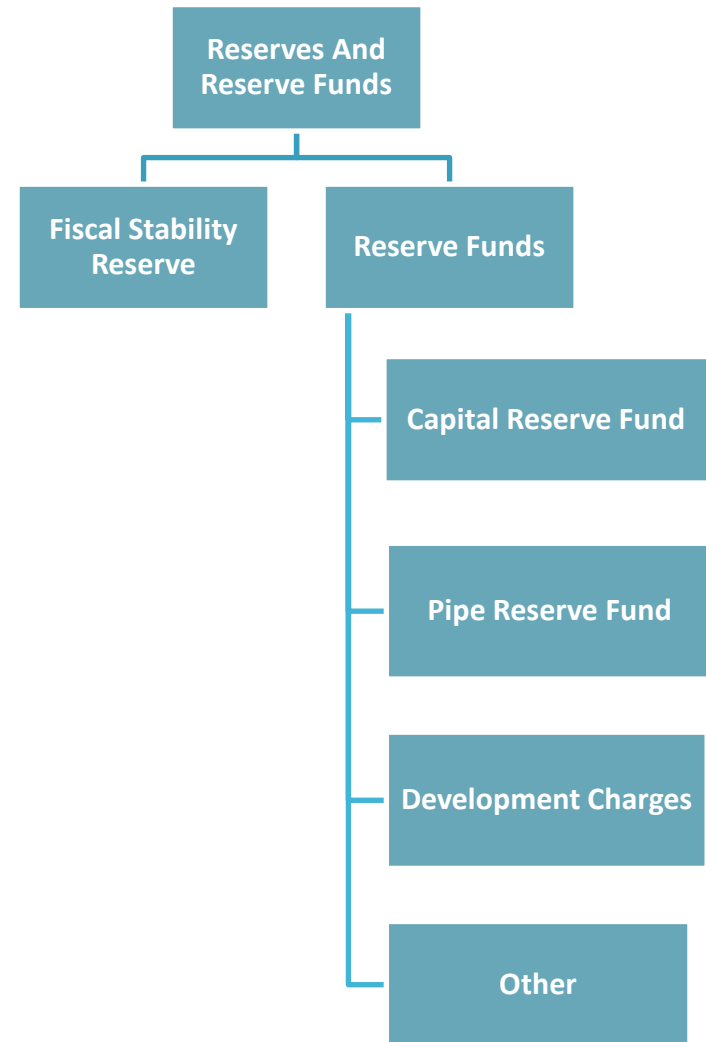 Reserves And
Reserve Funds
Fiscal Stability
Reserve
Reserve Funds
Capital Reserve Fund
Pipe Reserve Fund
Development Charges
Other